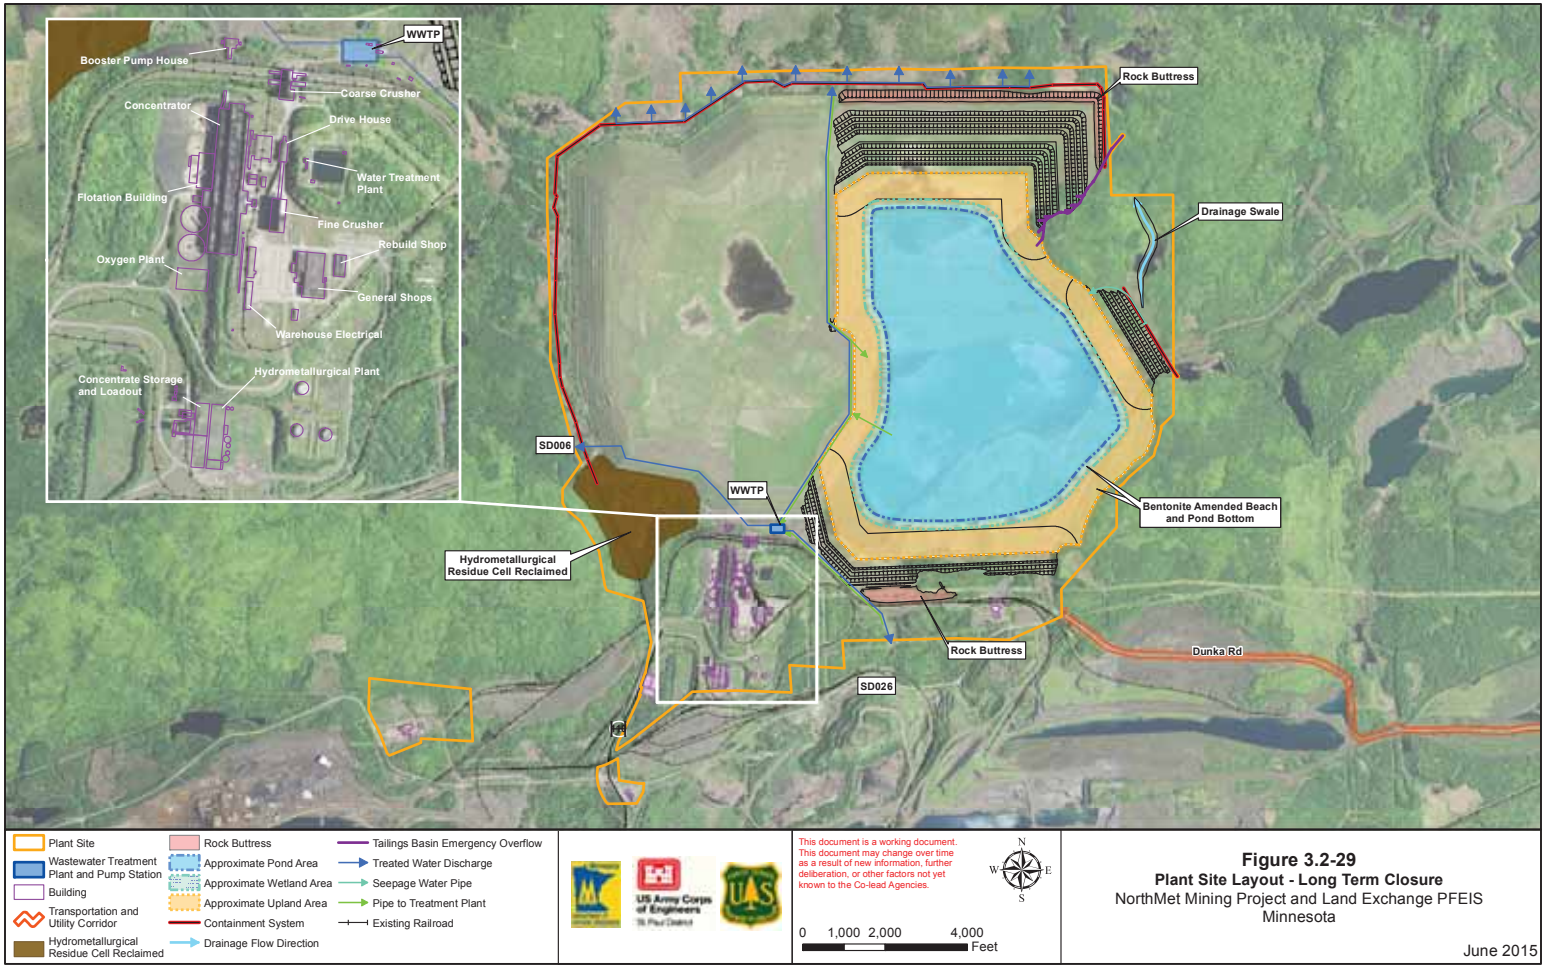 WWTP
Booster Pump House
Coarse Crusher
Concentrator
Drive House
Water Treatment
Plant
Flotation Building
Fine Crusher
Rebuild Shop
Oxygen Plant
General Shops
Warehouse Electrical
Hydrometallurgical Plant
Concentrate Storage
and Loadout
Rock Buttress
Drainage Swale
SD006
WWTP
Bentonite Amended Beach
and Pond Bottom
Hydrometallurgical
Residue Cell Reclaimed
Rock Buttress
Dunka Rd
SD026
Plant Site
Wastewater Treatment
Plant and Pump Station
Building
Transportation and
Utility Corridor
Hydrometallurgical
Residue Cell Reclaimed
Rock Buttress
Approximate Pond Area
Approximate Wetland Area
Approximate Upland Area
Containment System
Drainage Flow Direction
Tailings Basin Emergency Overflow
Treated Water Discharge
Seepage Water Pipe
Pipe to Treatment Plant
Existing Railroad
US Army Corps
of Engineers
St. Paul District
UAS
This document is a working document.
This document may change over time
as a result of new information, further
deliberation, or other factors not yet
known to the Co-lead Agencies.
N
W E
S
0 1,000 2,000 4,000
Feet
Figure 3.2-29
Plant Site Layout - Long Term Closure
NorthMet Mining Project and Land Exchange PFEIS
Minnesota
June 2015